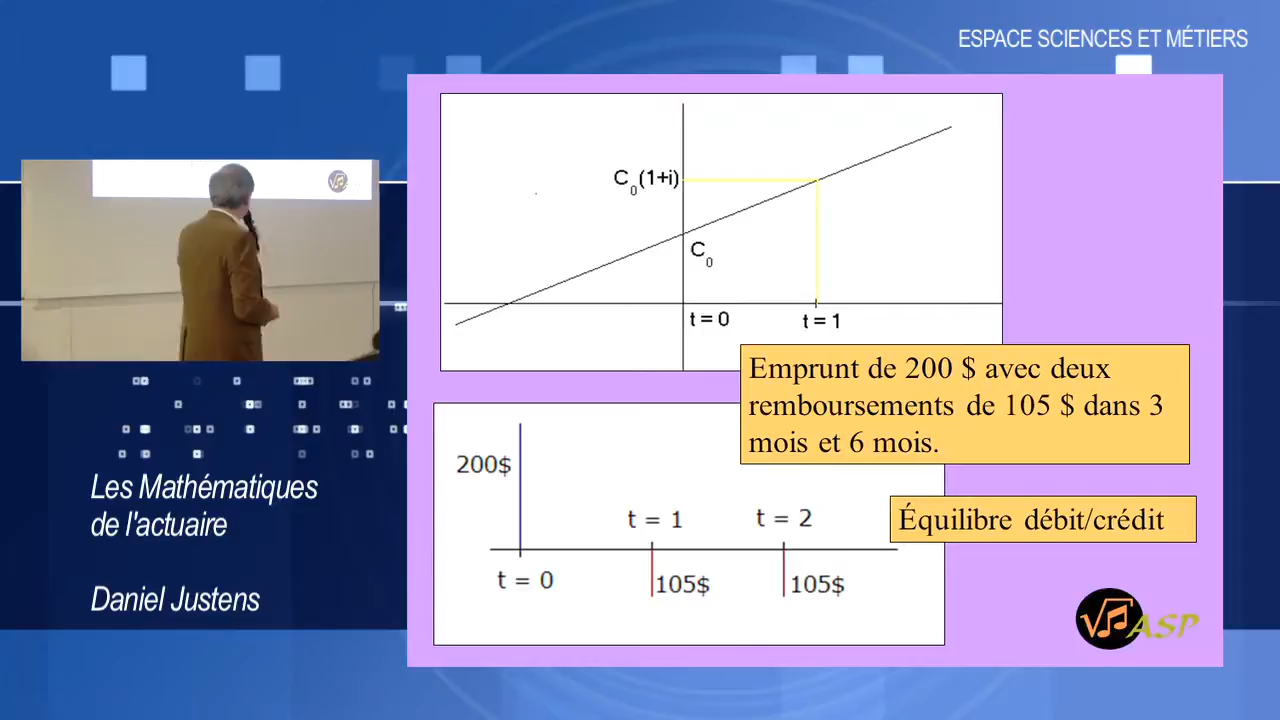 ESPACE SCIENCES ET MÉTIERS
C0(1+i)
C0
t = 0
t = 1
Emprunt de 200 $ avec deux
remboursements de 105 $ dans 3
mois et 6 mois.
200$
t = 1
t = 2
Équilibre débit/crédit
t = 0
105$
105$
Les Mathématiques
de l'actuaire
Daniel Justens
ASP